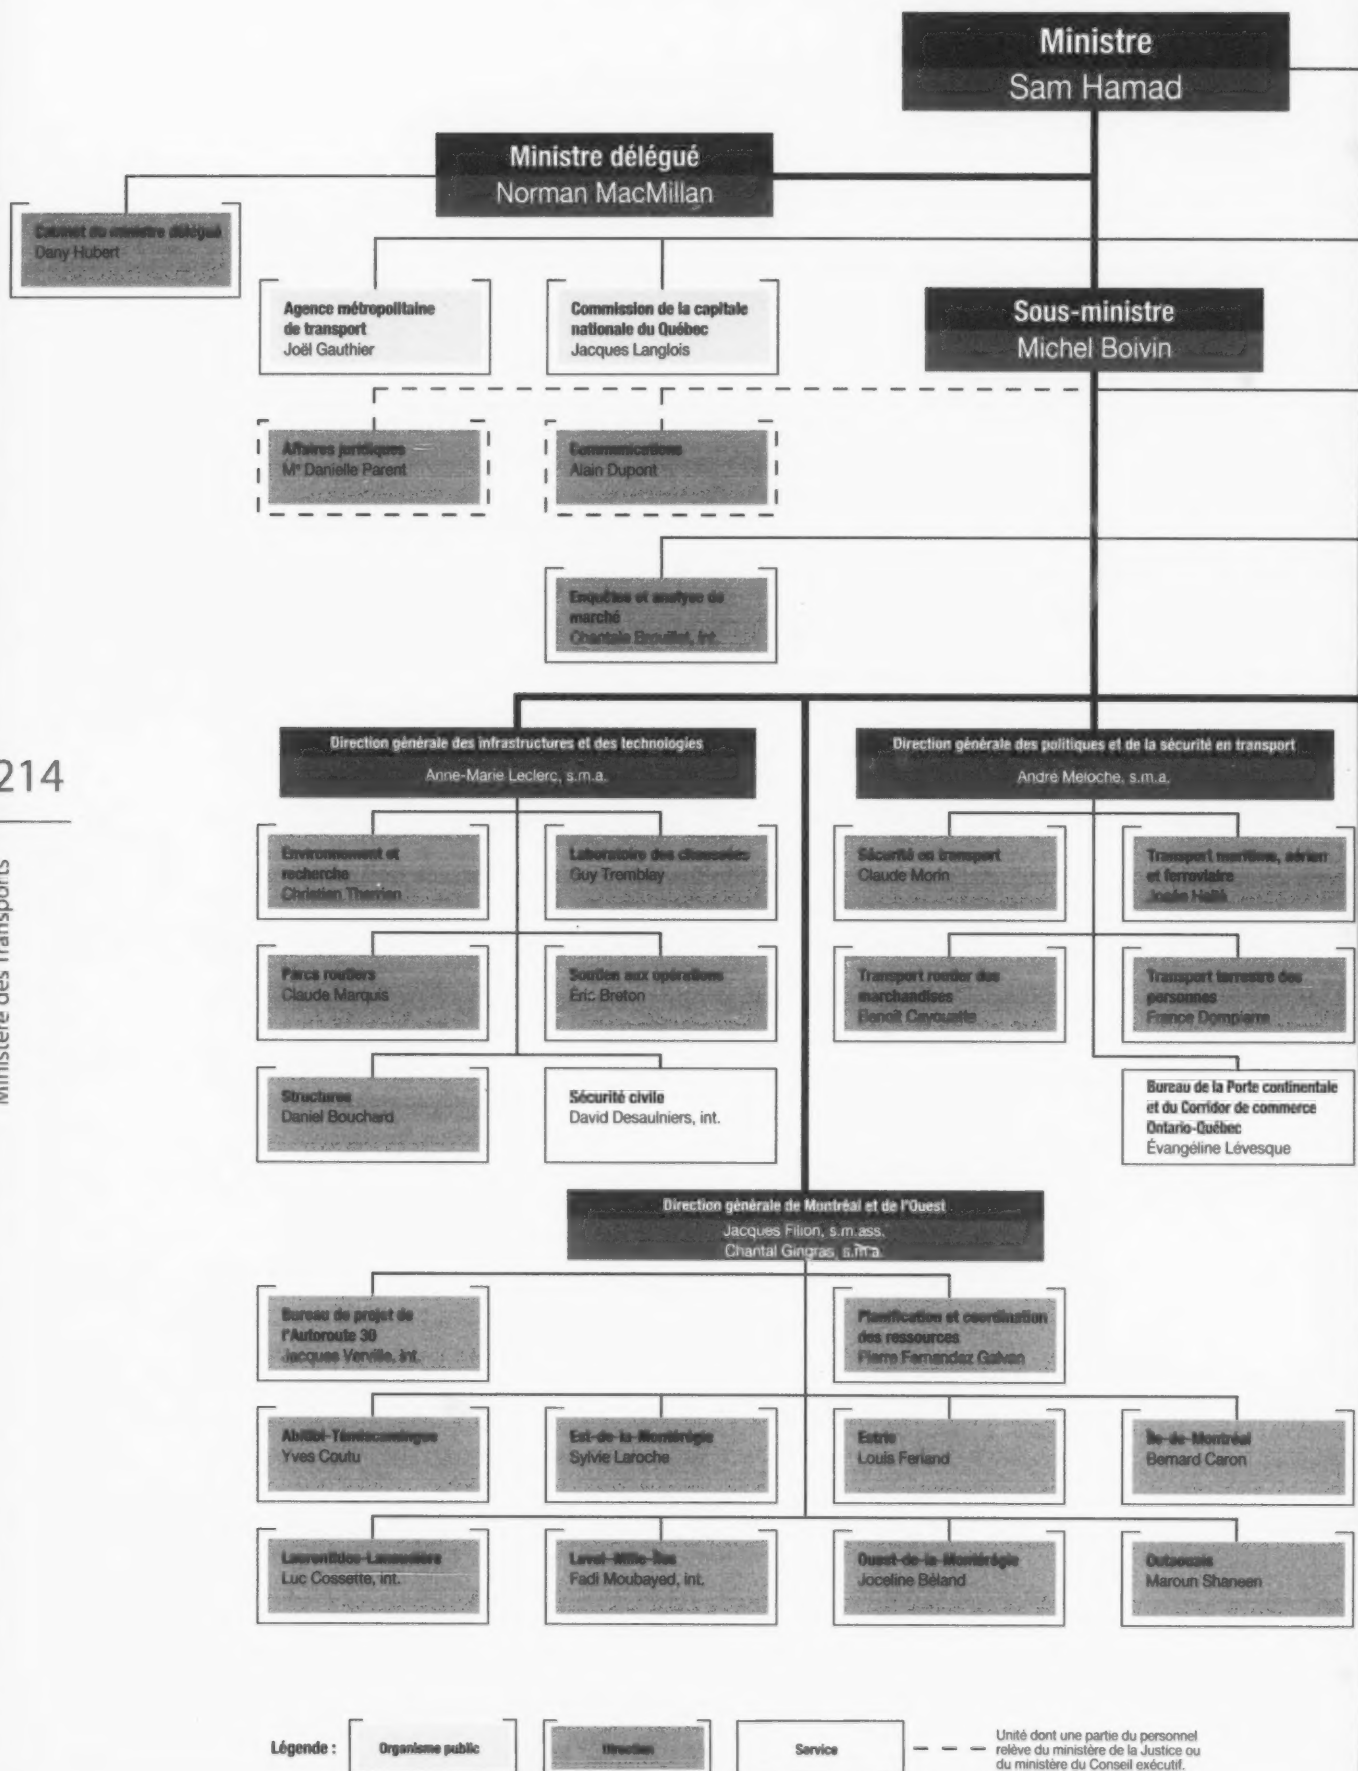 Ministre
Sam Hamad
Ministre délégué
Norman MacMillan
Cabinet du ministre délégué
Dany Hubert
Agence métropolitaine
de transport
Joël Gauthier
Commission de la capitale
nationale du Québec
Jacques Langlois
Sous-ministre
Michel Boivin
Affaires juridiques
Mᵉ Danielle Parent
Communications
Alain Dupont
Enquêtes et analyse de
marché
Chantale Brouillet, int.
Direction générale des infrastructures et des technologies
Anne-Marie Leclerc, s.m.a.
Direction générale des politiques et de la sécurité en transport
André Meloche, s.m.a.
214
Ministère des Transports
Environnement et
recherche
Christian Therrien
Laboratoire des chaussées
Guy Tremblay
Sécurité en transport
Claude Morin
Transport maritime, aérien
et ferroviaire
Josée Hallé
Parcs routiers
Claude Marquis
Soutien aux opérations
Éric Breton
Transport routier des
marchandises
Benoît Cayouette
Transport terrestre des
personnes
France Dompierre
Structures
Daniel Bouchard
Sécurité civile
David Desaulniers, int.
Bureau de la Porte continentale
et du Corridor de commerce
Ontario-Québec
Évangéline Lévesque
Direction générale de Montréal et de l'Ouest
Jacques Filion, s.m.ass.
Chantal Gingras, s.m.a.
Bureau de projet de
l'Autoroute 30
Jacques Verville, int.
Planification et coordination
des ressources
Pierre Fernandez Galvan
Abitibi-Témiscamingue
Yves Coutu
Est-de-la-Montérégie
Sylvie Laroche
Estrie
Louis Ferland
Île-de-Montréal
Bernard Caron
Laurentides-Lanaudière
Luc Cossette, int.
Laval-Mille-Îles
Fadi Moubayed, int.
Ouest-de-la-Montérégie
Joceline Béland
Outaouais
Maroun Shaneen
Légende :
Organisme public
Direction
Service
Unité dont une partie du personnel
relève du ministère de la Justice ou
du ministère du Conseil exécutif.